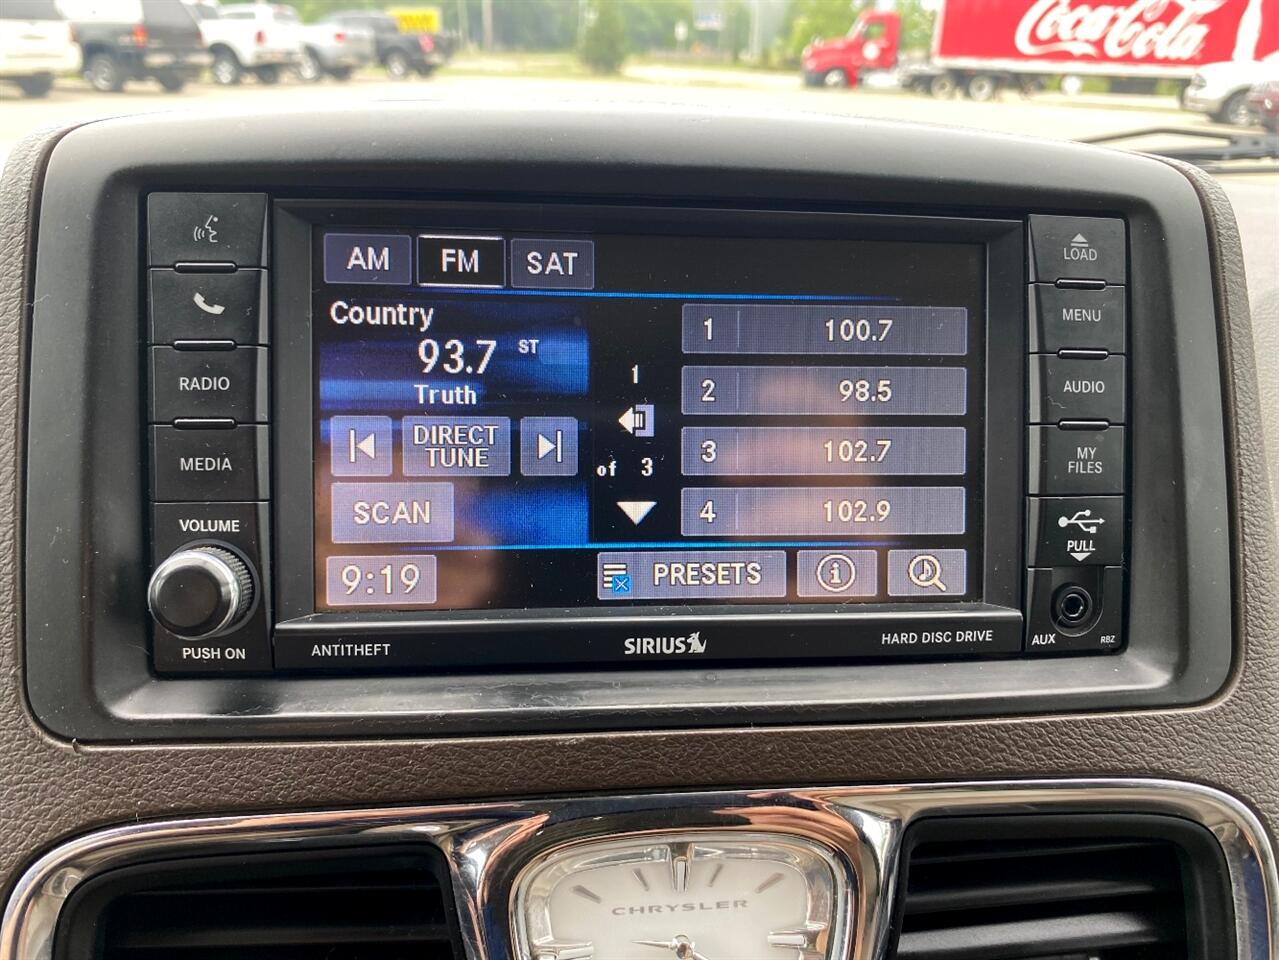 Coca-Cola
AM FM SAT
Country
93.7 ST
Truth
DIRECT
TUNE
SCAN
9:19
1
of 3
1 100.7
2 98.5
3 102.7
4 102.9
PRESETS
i
RADIO
MEDIA
VOLUME
PUSH ON
LOAD
MENU
AUDIO
MY
FILES
PULL
AUX RBZ
ANTITHEFT SIRIUS HARD DISC DRIVE
CHRYSLER